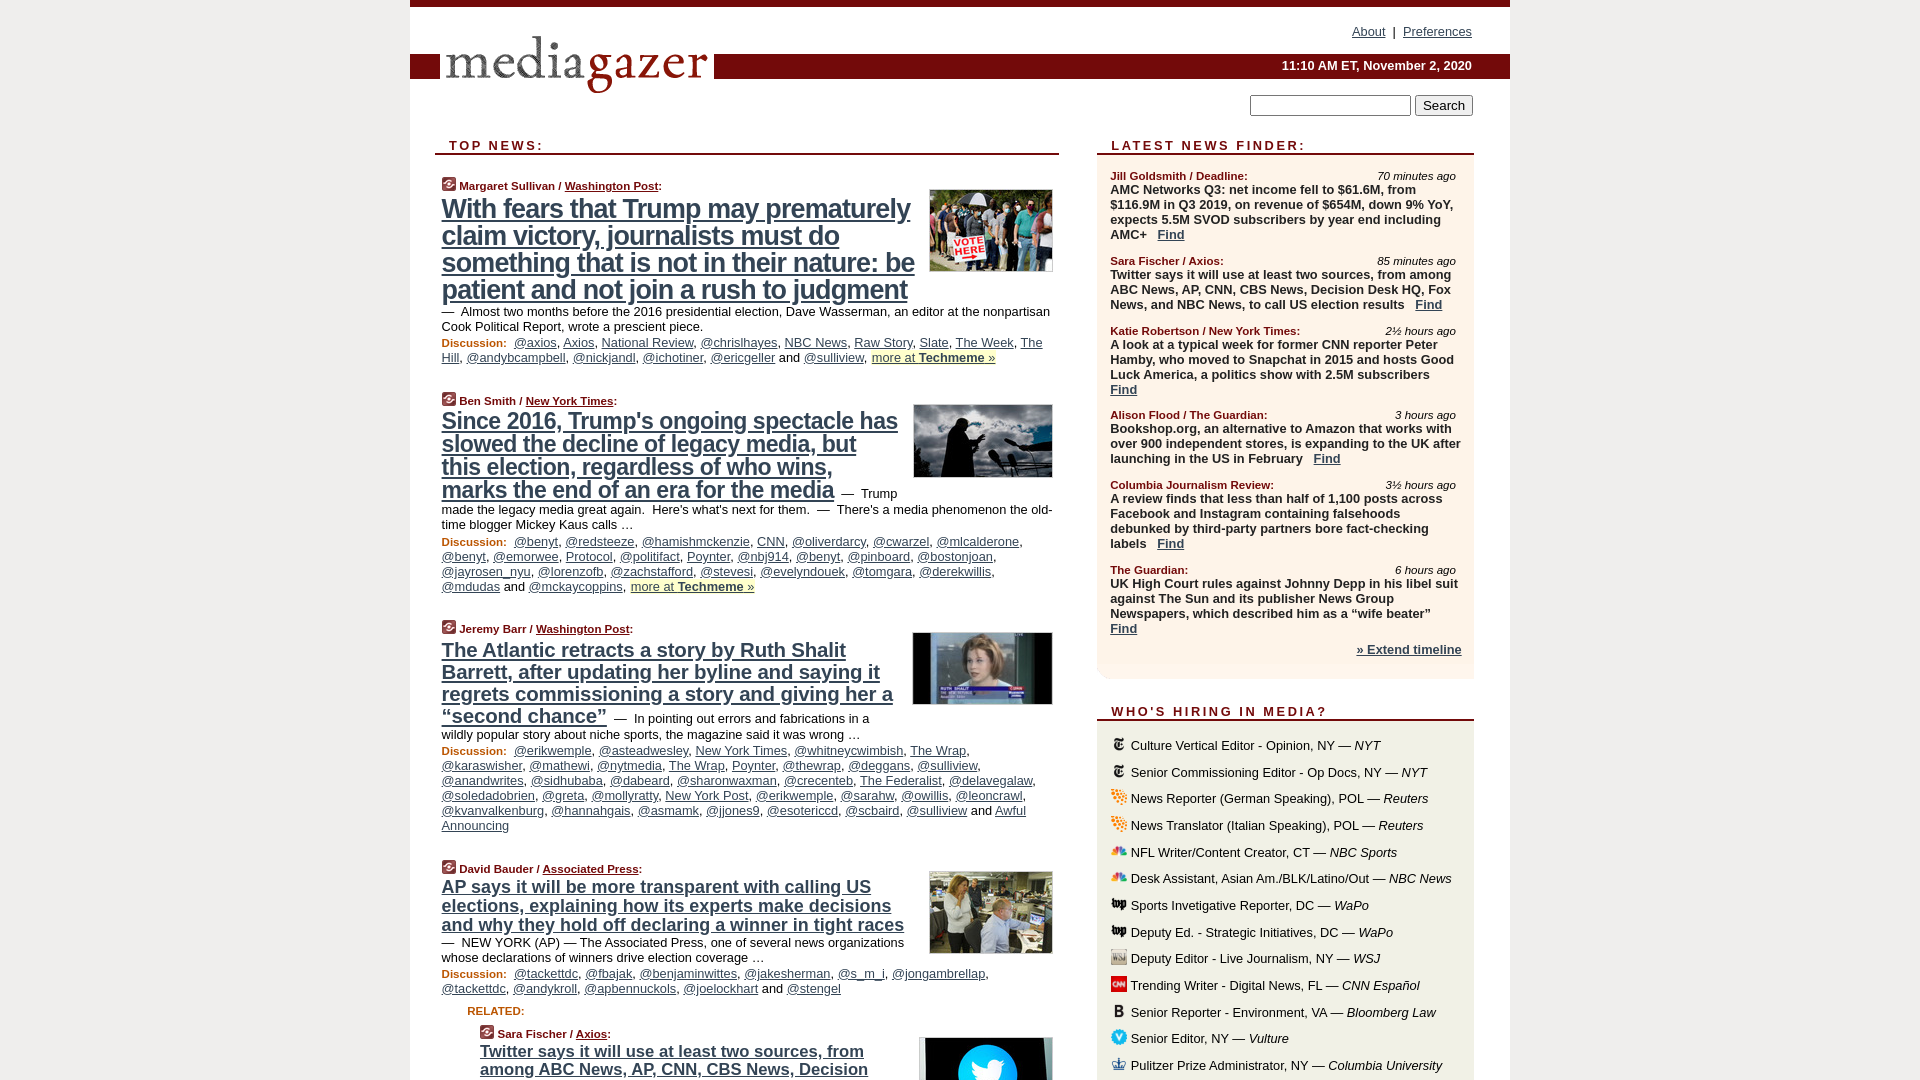 About | Preferences
mediagazer
11:10 AM ET, November 2, 2020
Search
TOP NEWS:
Margaret Sullivan / Washington Post:
With fears that Trump may prematurely
claim victory, journalists must do
something that is not in their nature: be
patient and not join a rush to judgment
— Almost two months before the 2016 presidential election, Dave Wasserman, an editor at the nonpartisan
Cook Political Report, wrote a prescient piece.
Discussion: @axios, Axios, National Review, @chrislhayes, NBC News, Raw Story, Slate, The Week, The
Hill, @andybcampbell, @nickjandl, @ichotiner, @ericgeller and @sulliview, more at Techmeme »
VOTE
HERE
Ben Smith / New York Times:
Since 2016, Trump's ongoing spectacle has
slowed the decline of legacy media, but
this election, regardless of who wins,
marks the end of an era for the media — Trump
made the legacy media great again. Here's what's next for them. — There's a media phenomenon the old-
time blogger Mickey Kaus calls …
Discussion: @benyt, @redsteeze, @hamishmckenzie, CNN, @oliverdarcy, @cwarzel, @mlcalderone,
@benyt, @emorwee, Protocol, @politifact, Poynter, @nbj914, @benyt, @pinboard, @bostonjoan,
@jayrosen_nyu, @lorenzofb, @zachstafford, @stevesi, @evelyndouek, @tomgara, @derekwillis,
@mdudas and @mckaycoppins, more at Techmeme »
Jeremy Barr / Washington Post:
The Atlantic retracts a story by Ruth Shalit
Barrett, after updating her byline and saying it
regrets commissioning a story and giving her a
“second chance” — In pointing out errors and fabrications in a
wildly popular story about niche sports, the magazine said it was wrong …
Discussion: @erikwemple, @asteadwesley, New York Times, @whitneycwimbish, The Wrap,
@karaswisher, @mathewi, @nytmedia, The Wrap, Poynter, @thewrap, @deggans, @sulliview,
@anandwrites, @sidhubaba, @dabeard, @sharonwaxman, @crecenteb, The Federalist, @delavegalaw,
@soledadobrien, @greta, @mollyratty, New York Post, @erikwemple, @sarahw, @owillis, @leoncrawl,
@kvanvalkenburg, @hannahgais, @asmamk, @jjones9, @esotericcd, @scbaird, @sulliview and Awful
Announcing
RUTH SHALIT
David Bauder / Associated Press:
AP says it will be more transparent with calling US
elections, explaining how its experts make decisions
and why they hold off declaring a winner in tight races
— NEW YORK (AP) — The Associated Press, one of several news organizations
whose declarations of winners drive election coverage …
Discussion: @tackettdc, @fbajak, @benjaminwittes, @jakesherman, @s_m_i, @jongambrellap,
@tackettdc, @andykroll, @apbennuckols, @joelockhart and @stengel
RELATED:
Sara Fischer / Axios:
Twitter says it will use at least two sources, from
among ABC News, AP, CNN, CBS News, Decision
LATEST NEWS FINDER:
Jill Goldsmith / Deadline: 70 minutes ago
AMC Networks Q3: net income fell to $61.6M, from
$116.9M in Q3 2019, on revenue of $654M, down 9% YoY,
expects 5.5M SVOD subscribers by year end including
AMC+ Find
Sara Fischer / Axios: 85 minutes ago
Twitter says it will use at least two sources, from among
ABC News, AP, CNN, CBS News, Decision Desk HQ, Fox
News, and NBC News, to call US election results Find
Katie Robertson / New York Times: 2½ hours ago
A look at a typical week for former CNN reporter Peter
Hamby, who moved to Snapchat in 2015 and hosts Good
Luck America, a politics show with 2.5M subscribers
Find
Alison Flood / The Guardian: 3 hours ago
Bookshop.org, an alternative to Amazon that works with
over 900 independent stores, is expanding to the UK after
launching in the US in February Find
Columbia Journalism Review: 3½ hours ago
A review finds that less than half of 1,100 posts across
Facebook and Instagram containing falsehoods
debunked by third-party partners bore fact-checking
labels Find
The Guardian: 6 hours ago
UK High Court rules against Johnny Depp in his libel suit
against The Sun and its publisher News Group
Newspapers, which described him as a “wife beater”
Find
» Extend timeline
WHO'S HIRING IN MEDIA?
Culture Vertical Editor - Opinion, NY — NYT
Senior Commissioning Editor - Op Docs, NY — NYT
News Reporter (German Speaking), POL — Reuters
News Translator (Italian Speaking), POL — Reuters
NFL Writer/Content Creator, CT — NBC Sports
Desk Assistant, Asian Am./BLK/Latino/Out — NBC News
Sports Invetigative Reporter, DC — WaPo
Deputy Ed. - Strategic Initiatives, DC — WaPo
Deputy Editor - Live Journalism, NY — WSJ
Trending Writer - Digital News, FL — CNN Español
Senior Reporter - Environment, VA — Bloomberg Law
Senior Editor, NY — Vulture
Pulitzer Prize Administrator, NY — Columbia University